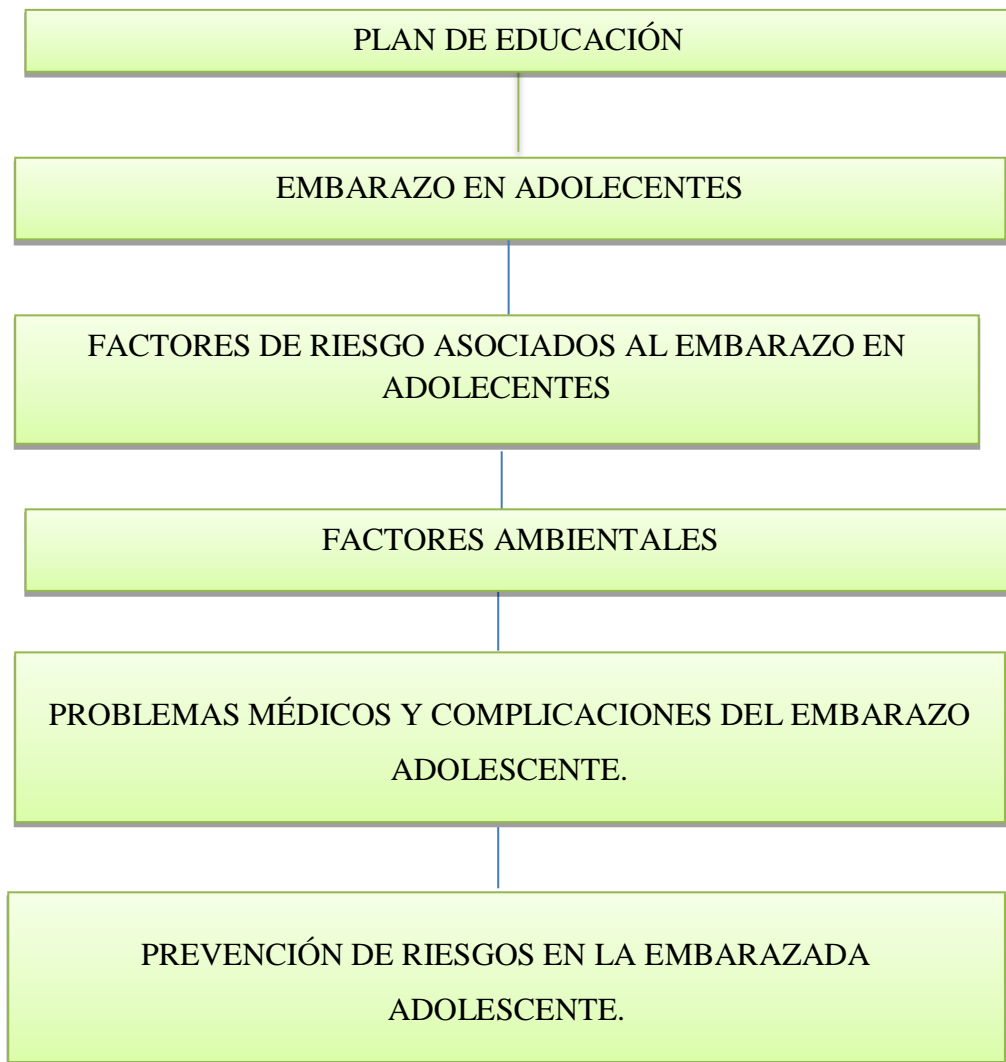 PLAN DE EDUCACIÓN
EMBARAZO EN ADOLECENTES
FACTORES DE RIESGO ASOCIADOS AL EMBARAZO EN
ADOLECENTES
FACTORES AMBIENTALES
PROBLEMAS MÉDICOS Y COMPLICACIONES DEL EMBARAZO
ADOLESCENTE.
PREVENCIÓN DE RIESGOS EN LA EMBARAZADA
ADOLESCENTE.